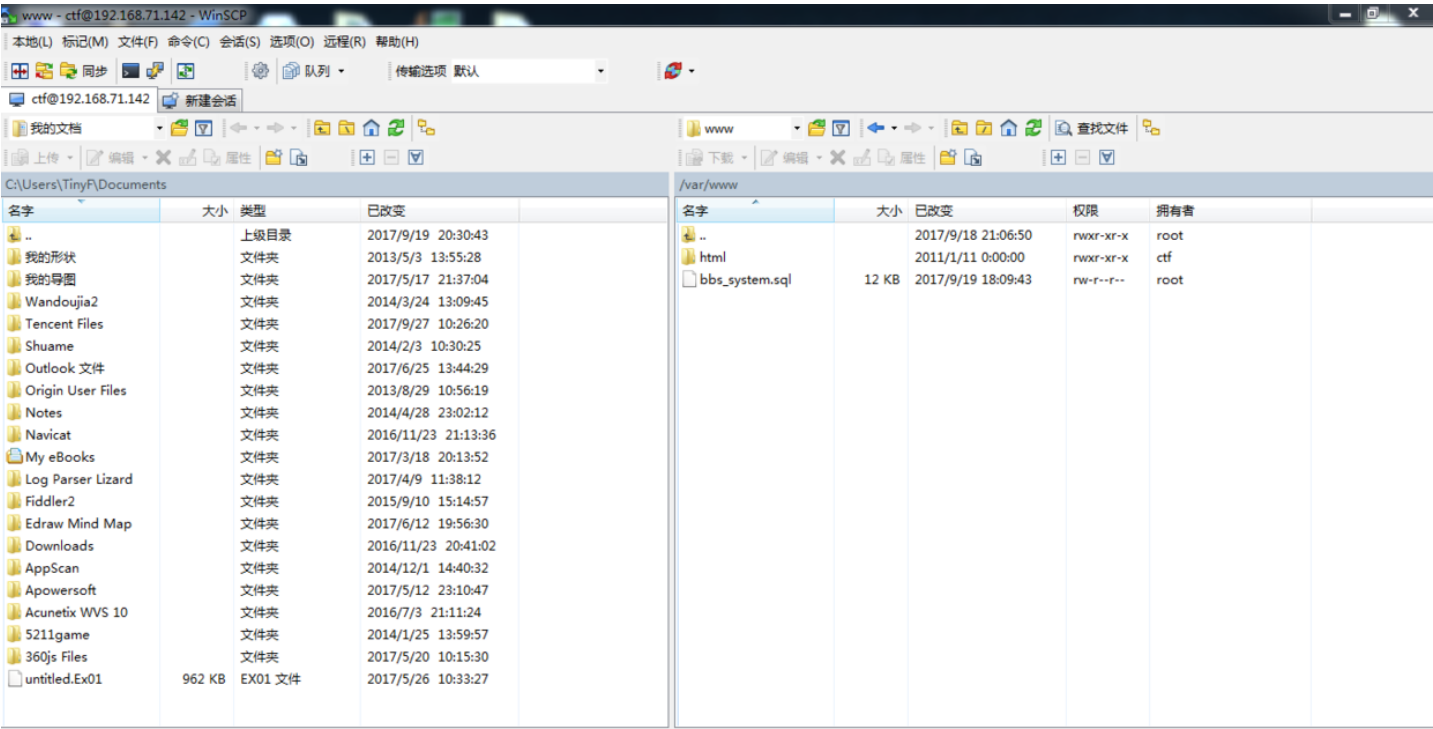 www - ctf@192.168.71.142 - WinSCP
本地(L) 标记(M) 文件(F) 命令(C) 会话(S) 选项(O) 远程(R) 帮助(H)
同步 队列 传输选项 默认
ctf@192.168.71.142 新建会话
我的文档 www 查找文件
上传 编辑 属性 下载 编辑 属性
C:\Users\TinyF\Documents /var/www
名字 大小 类型 已改变 名字 大小 已改变 权限 拥有者
.. 上级目录 2017/9/19 20:30:43 .. 2017/9/18 21:06:50 rwxr-xr-x root
我的形状 文件夹 2013/5/3 13:55:28 html 2011/1/11 0:00:00 rwxr-xr-x ctf
我的导图 文件夹 2017/5/17 21:37:04 bbs_system.sql 12 KB 2017/9/19 18:09:43 rw-r--r-- root
Wandoujia2 文件夹 2014/3/24 13:09:45
Tencent Files 文件夹 2017/9/27 10:26:20
Shuame 文件夹 2014/2/3 10:30:25
Outlook 文件 文件夹 2017/6/25 13:44:29
Origin User Files 文件夹 2013/8/29 10:56:19
Notes 文件夹 2014/4/28 23:02:12
Navicat 文件夹 2016/11/23 21:13:36
My eBooks 文件夹 2017/3/18 20:13:52
Log Parser Lizard 文件夹 2017/4/9 11:38:12
Fiddler2 文件夹 2015/9/10 15:14:57
Edraw Mind Map 文件夹 2017/6/12 19:56:30
Downloads 文件夹 2016/11/23 20:41:02
AppScan 文件夹 2014/12/1 14:40:32
Apowersoft 文件夹 2017/5/12 23:10:47
Acunetix WVS 10 文件夹 2016/7/3 21:11:24
5211game 文件夹 2014/1/25 13:59:57
360js Files 文件夹 2017/5/20 10:15:30
untitled.Ex01 962 KB EX01 文件 2017/5/26 10:33:27